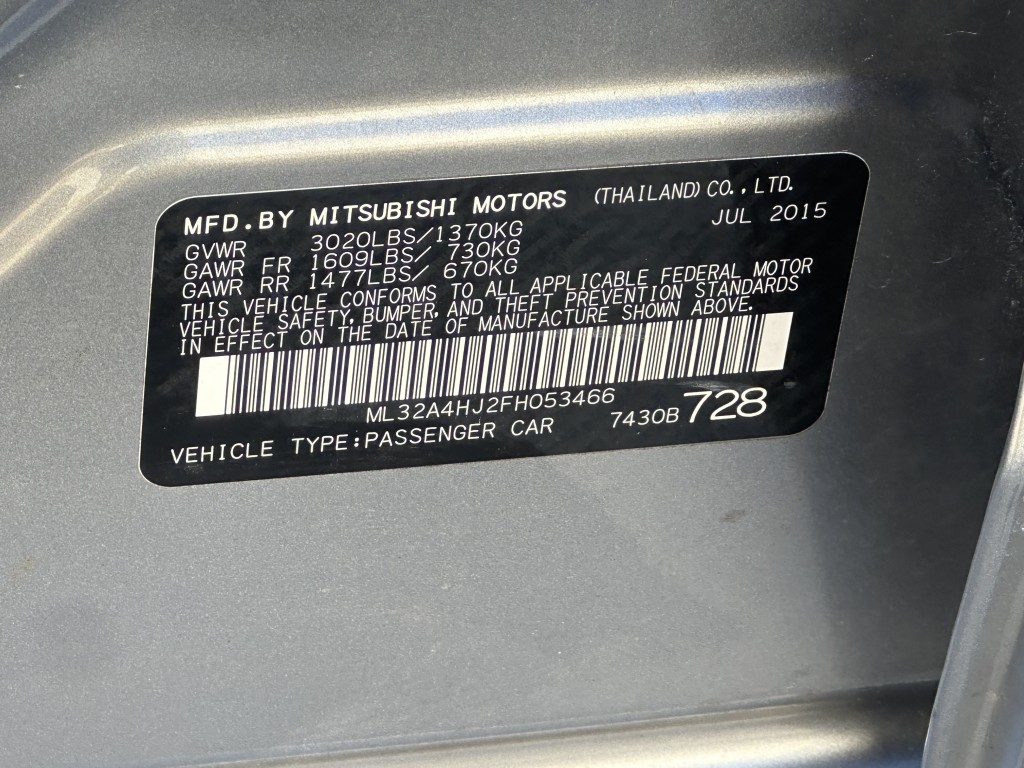 MFD.BY MITSUBISHI MOTORS (THAILAND) CO.,LTD.
GVWR 3020LBS/1370KG JUL 2015
GAWR FR 1609LBS/ 730KG
GAWR RR 1477LBS/ 670KG
THIS VEHICLE CONFORMS TO ALL APPLICABLE FEDERAL MOTOR
VEHICLE SAFETY, BUMPER, AND THEFT PREVENTION STANDARDS
IN EFFECT ON THE DATE OF MANUFACTURE SHOWN ABOVE.
ML32A4HJ2FH053466
VEHICLE TYPE:PASSENGER CAR 7430B 728